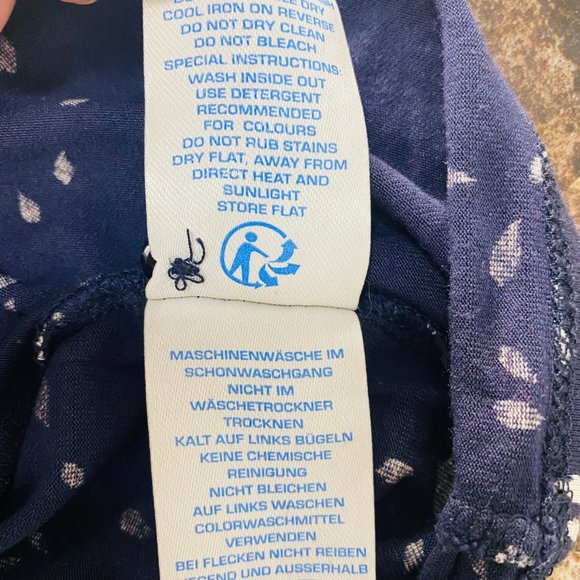 COOL IRON ON REVERSE
DO NOT DRY CLEAN
DO NOT BLEACH
SPECIAL INSTRUCTIONS:
WASH INSIDE OUT
USE DETERGENT
RECOMMENDED
FOR COLOURS
DO NOT RUB STAINS
DRY FLAT, AWAY FROM
DIRECT HEAT AND
SUNLIGHT
STORE FLAT
MASCHINENWÄSCHE IM
SCHONWASCHGANG
NICHT IM
WÄSCHETROCKNER
TROCKNEN
KALT AUF LINKS BÜGELN
KEINE CHEMISCHE
REINIGUNG
NICHT BLEICHEN
AUF LINKS WASCHEN
COLORWASCHMITTEL
VERWENDEN
BEI FLECKEN NICHT REIBEN
LIEGEND UND AUSSERHALB